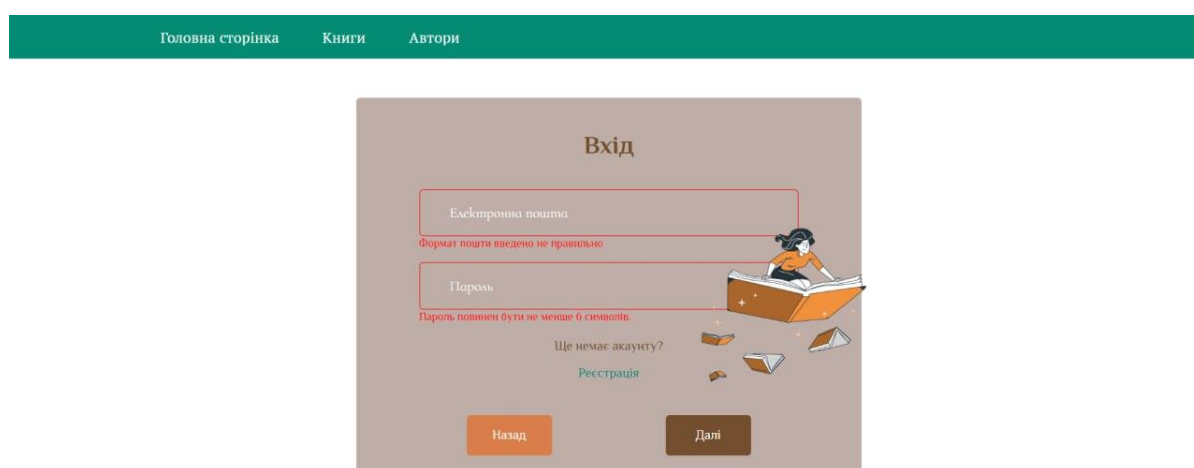 Головна сторінка Книги Автори
Вхід
Електронна пошта
Формат пошти введено не правильно
Пароль
Пароль повинен бути не менше 6 символів.
Ще немає акаунту?
Реєстрація
Назад Далі